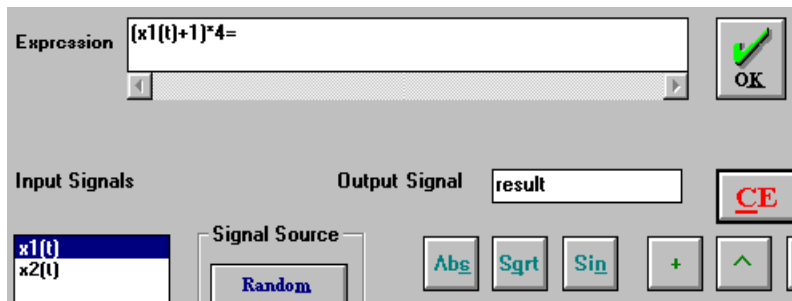 Expression (x1(t)+1)*4=
OK
Input Signals Output Signal result
CE
x1(t)
x2(t)
Signal Source
Random
Abs Sqrt Sin + ^